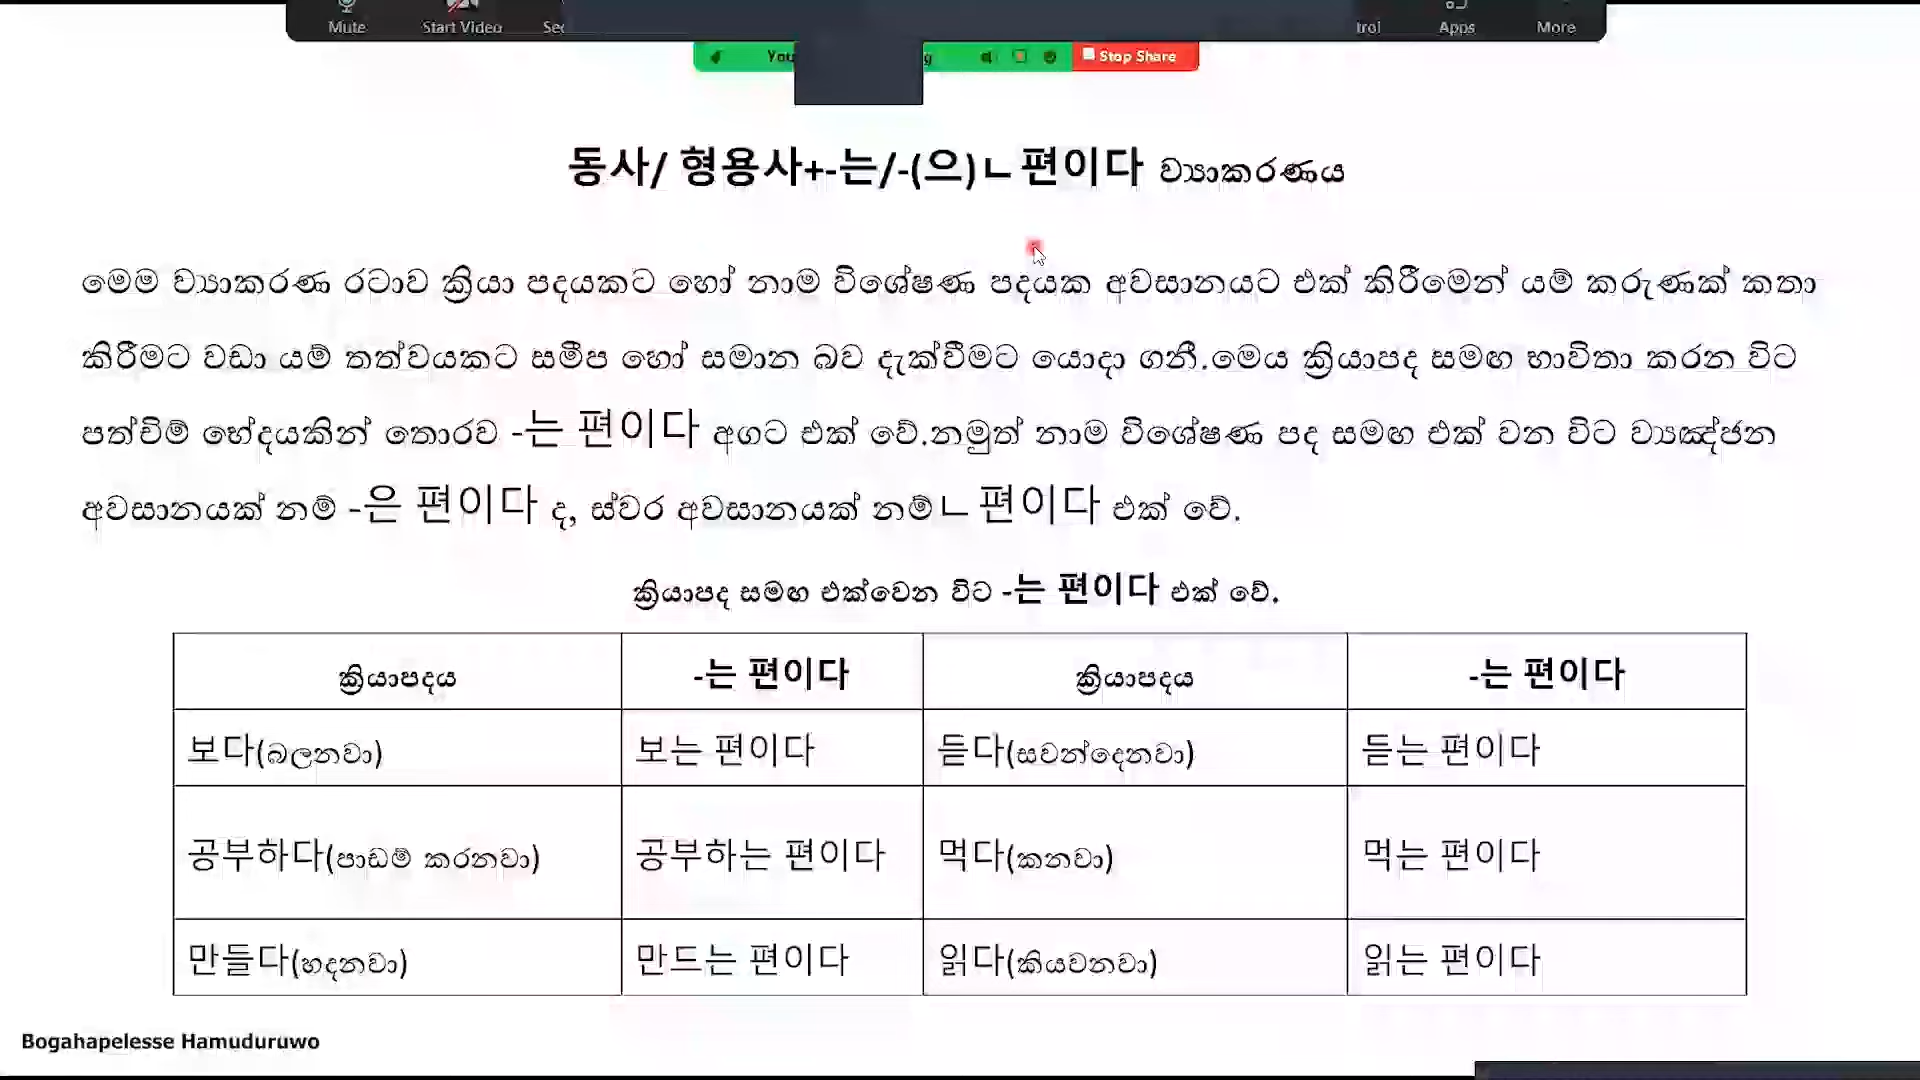 Mute Start Video Apps More
Stop Share
동사/ 형용사+-는/-(으)ㄴ편이다 ව්‍යාකරණය
මෙම ව්‍යාකරණ රටාව ක්‍රියා පදයකට හෝ නාම විශේෂණ පදයක අවසානයට එක් කිරීමෙන් යම් කරුණක් කතා
කිරීමට වඩා යම් තත්වයකට සමීප හෝ සමාන බව දැක්වීමට යොදා ගනී.මෙය ක්‍රියාපද සමඟ භාවිතා කරන විට
පත්චිම් භේදයකින් තොරව -는 편이다 අගට එක් වේ.නමුත් නාම විශේෂණ පද සමඟ එක් වන විට ව්‍යඤ්ජන
අවසානයක් නම් -은 편이다 ද, ස්වර අවසානයක් නම්ㄴ 편이다 එක් වේ.
ක්‍රියාපද සමඟ එක්වෙන විට -는 편이다 එක් වේ.
ක්‍රියාපදය -는 편이다 ක්‍රියාපදය -는 편이다
보다(බලනවා) 보는 편이다 듣다(සවන්දෙනවා) 듣는 편이다
공부하다(පාඩම් කරනවා) 공부하는 편이다 먹다(කනවා) 먹는 편이다
만들다(හදනවා) 만드는 편이다 읽다(කියවනවා) 읽는 편이다
Bogahapelesse Hamuduruwo